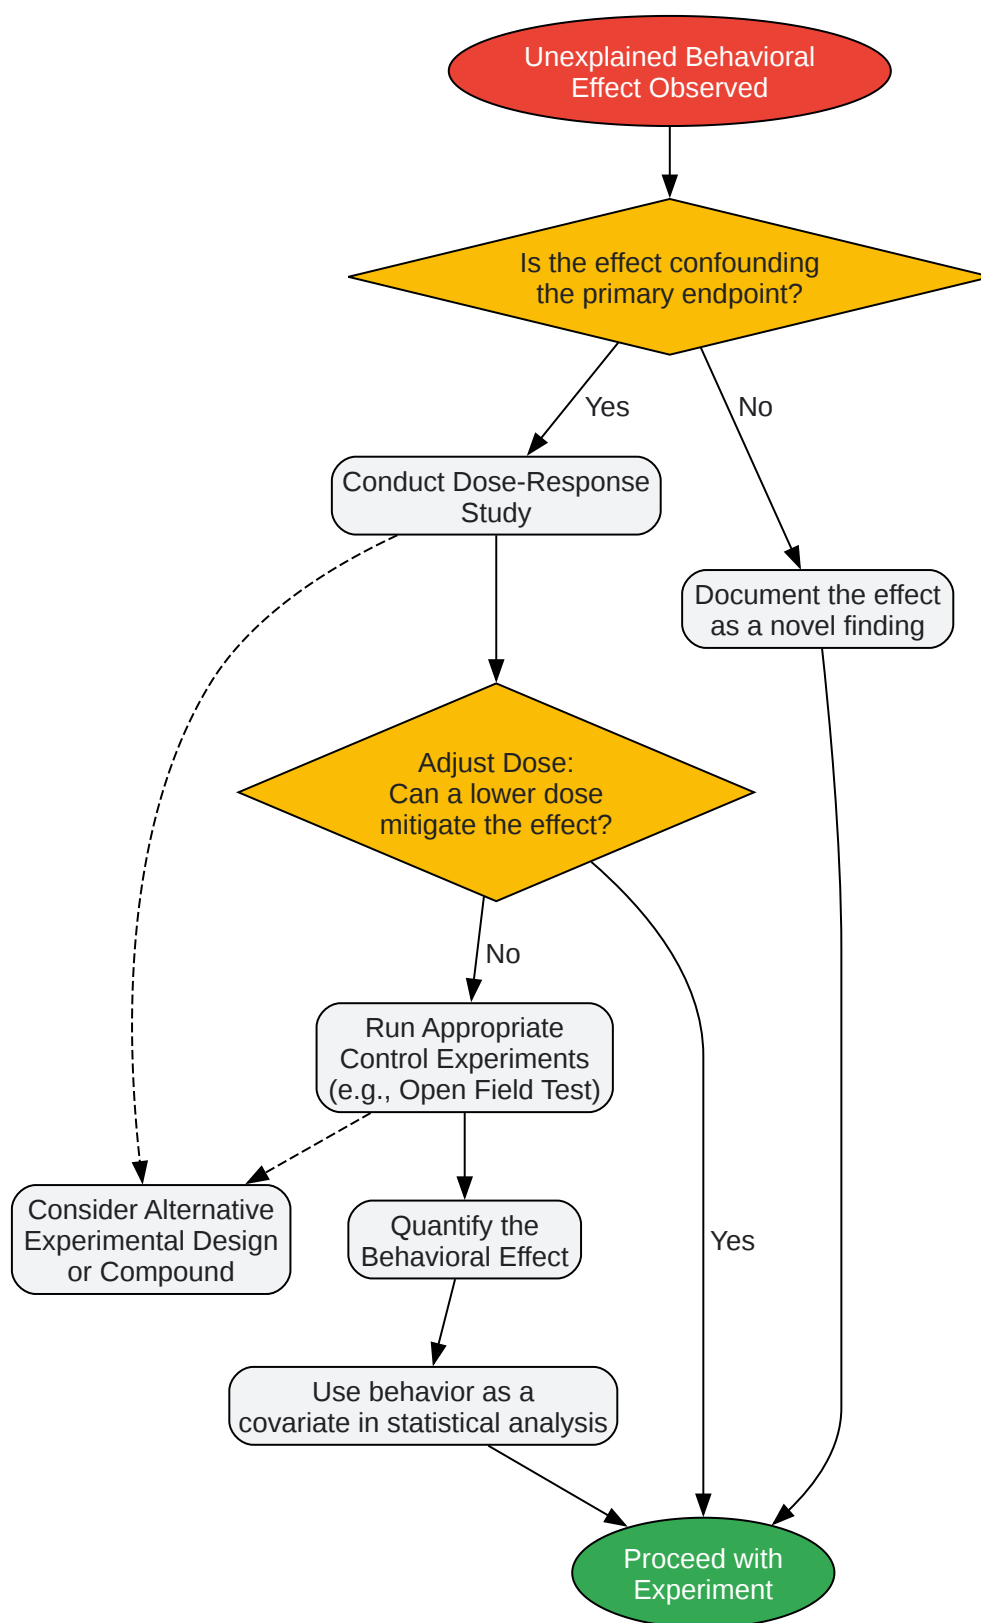 Unexplained Behavioral
Effect Observed
Is the effect confounding
the primary endpoint?
Yes
No
Conduct Dose-Response
Study
Document the effect
as a novel finding
Adjust Dose:
Can a lower dose
mitigate the effect?
No
Run Appropriate
Control Experiments
(e.g., Open Field Test)
Consider Alternative
Experimental Design
or Compound
Quantify the
Behavioral Effect
Yes
Use behavior as a
covariate in statistical analysis
Proceed with
Experiment